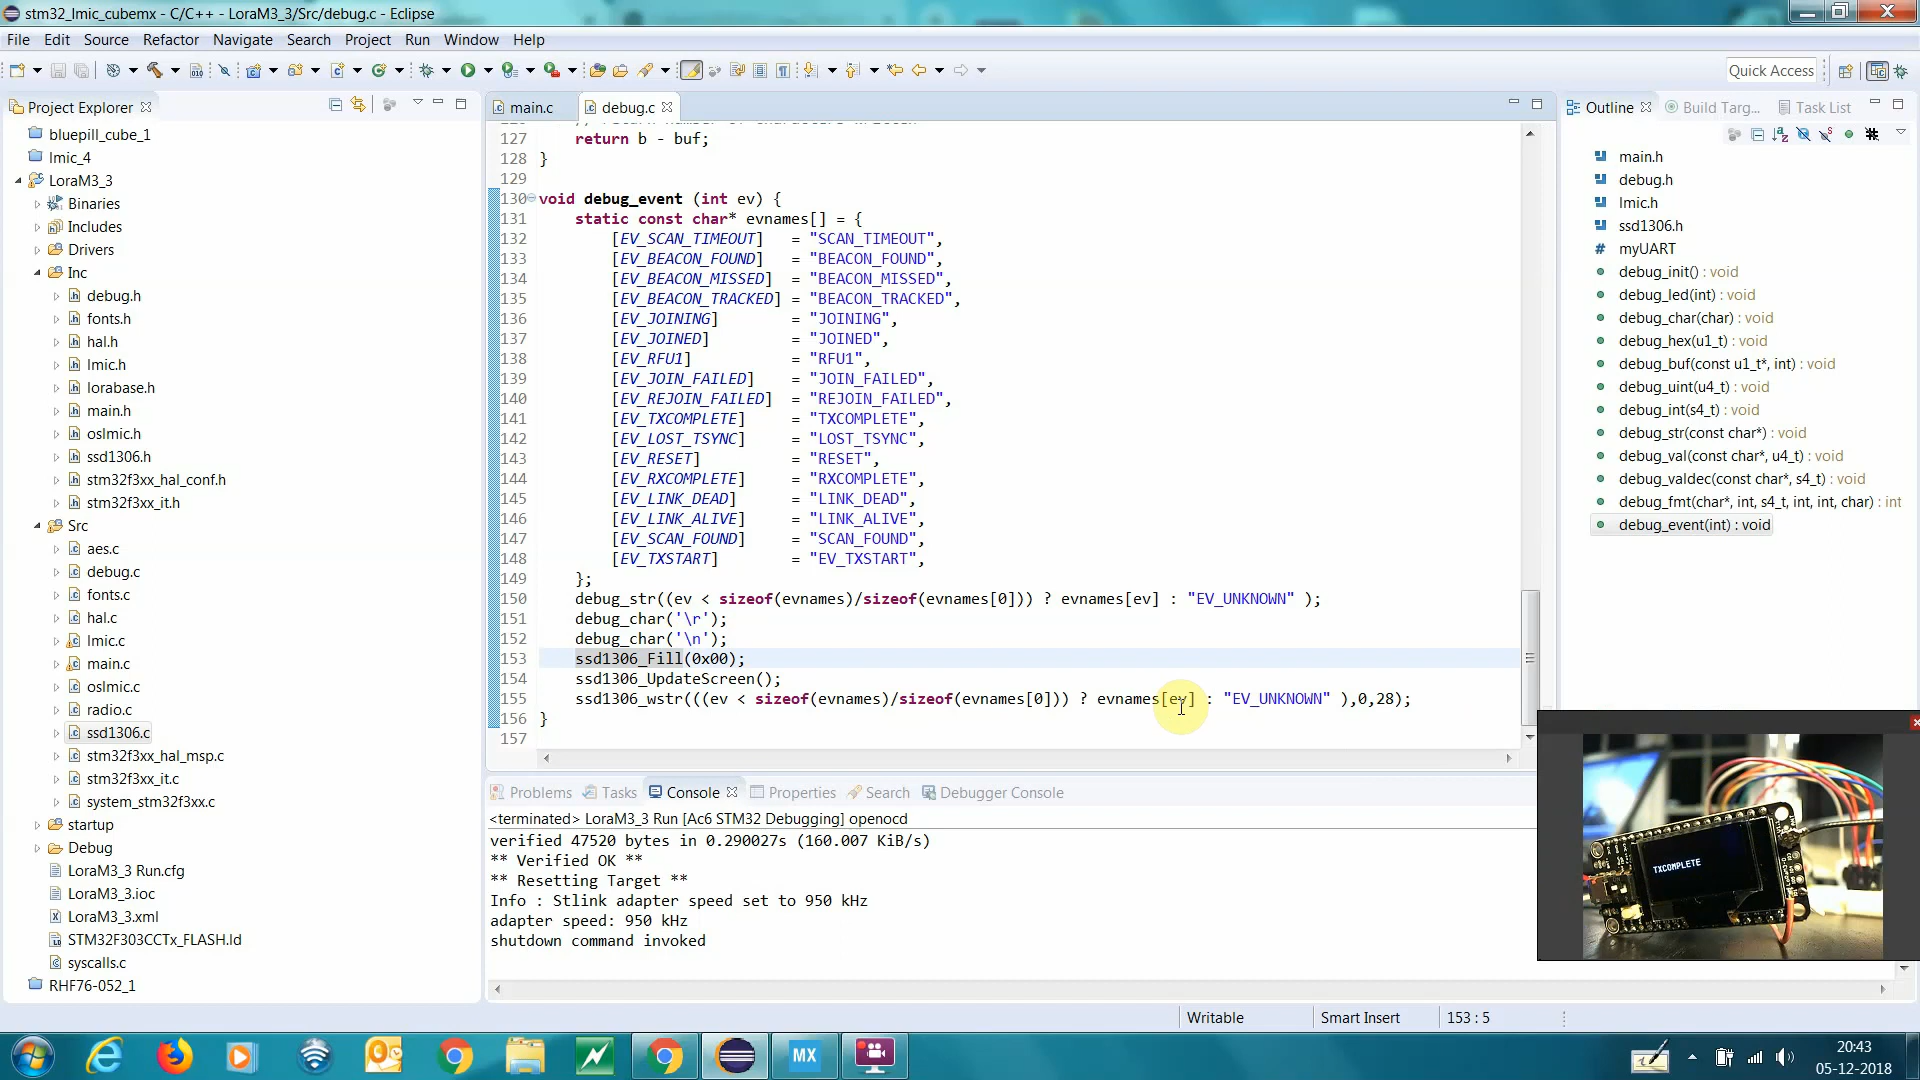 stm32_lmic_cubemx - C/C++ - LoraM3_3/Src/debug.c - Eclipse
File Edit Source Refactor Navigate Search Project Run Window Help
Quick Access
Project Explorer
bluepill_cube_1
lmic_4
LoraM3_3
Binaries
Includes
Drivers
Inc
debug.h
fonts.h
hal.h
lmic.h
lorabase.h
main.h
oslmic.h
ssd1306.h
stm32f3xx_hal_conf.h
stm32f3xx_it.h
Src
aes.c
debug.c
fonts.c
hal.c
lmic.c
main.c
oslmic.c
radio.c
ssd1306.c
stm32f3xx_hal_msp.c
stm32f3xx_it.c
system_stm32f3xx.c
startup
Debug
LoraM3_3 Run.cfg
LoraM3_3.ioc
LoraM3_3.xml
STM32F303CCTx_FLASH.ld
syscalls.c
RHF76-052_1
main.c debug.c
127 return b - buf;
128 }
129
130 void debug_event (int ev) {
131 static const char* evnames[] = {
132 [EV_SCAN_TIMEOUT] = "SCAN_TIMEOUT",
133 [EV_BEACON_FOUND] = "BEACON_FOUND",
134 [EV_BEACON_MISSED] = "BEACON_MISSED",
135 [EV_BEACON_TRACKED] = "BEACON_TRACKED",
136 [EV_JOINING] = "JOINING",
137 [EV_JOINED] = "JOINED",
138 [EV_RFU1] = "RFU1",
139 [EV_JOIN_FAILED] = "JOIN_FAILED",
140 [EV_REJOIN_FAILED] = "REJOIN_FAILED",
141 [EV_TXCOMPLETE] = "TXCOMPLETE",
142 [EV_LOST_TSYNC] = "LOST_TSYNC",
143 [EV_RESET] = "RESET",
144 [EV_RXCOMPLETE] = "RXCOMPLETE",
145 [EV_LINK_DEAD] = "LINK_DEAD",
146 [EV_LINK_ALIVE] = "LINK_ALIVE",
147 [EV_SCAN_FOUND] = "SCAN_FOUND",
148 [EV_TXSTART] = "EV_TXSTART",
149 };
150 debug_str((ev < sizeof(evnames)/sizeof(evnames[0])) ? evnames[ev] : "EV_UNKNOWN" );
151 debug_char('\r');
152 debug_char('\n');
153 ssd1306_Fill(0x00);
154 ssd1306_UpdateScreen();
155 ssd1306_wstr(((ev < sizeof(evnames)/sizeof(evnames[0])) ? evnames[ev] : "EV_UNKNOWN" ),0,28);
156 }
157
Outline Build Targ... Task List
main.h
debug.h
lmic.h
ssd1306.h
# myUART
debug_init() : void
debug_led(int) : void
debug_char(char) : void
debug_hex(u1_t) : void
debug_buf(const u1_t*, int) : void
debug_uint(u4_t) : void
debug_int(s4_t) : void
debug_str(const char*) : void
debug_val(const char*, u4_t) : void
debug_valdec(const char*, s4_t) : void
debug_fmt(char*, int, s4_t, int, int, char) : int
debug_event(int) : void
Problems Tasks Console Properties Search Debugger Console
<terminated> LoraM3_3 Run [Ac6 STM32 Debugging] openocd
verified 47520 bytes in 0.290027s (160.007 KiB/s)
** Verified OK **
** Resetting Target **
Info : Stlink adapter speed set to 950 kHz
adapter speed: 950 kHz
shutdown command invoked
TXCOMPLETE
Writable Smart Insert 153 : 5
MX
20:43
05-12-2018